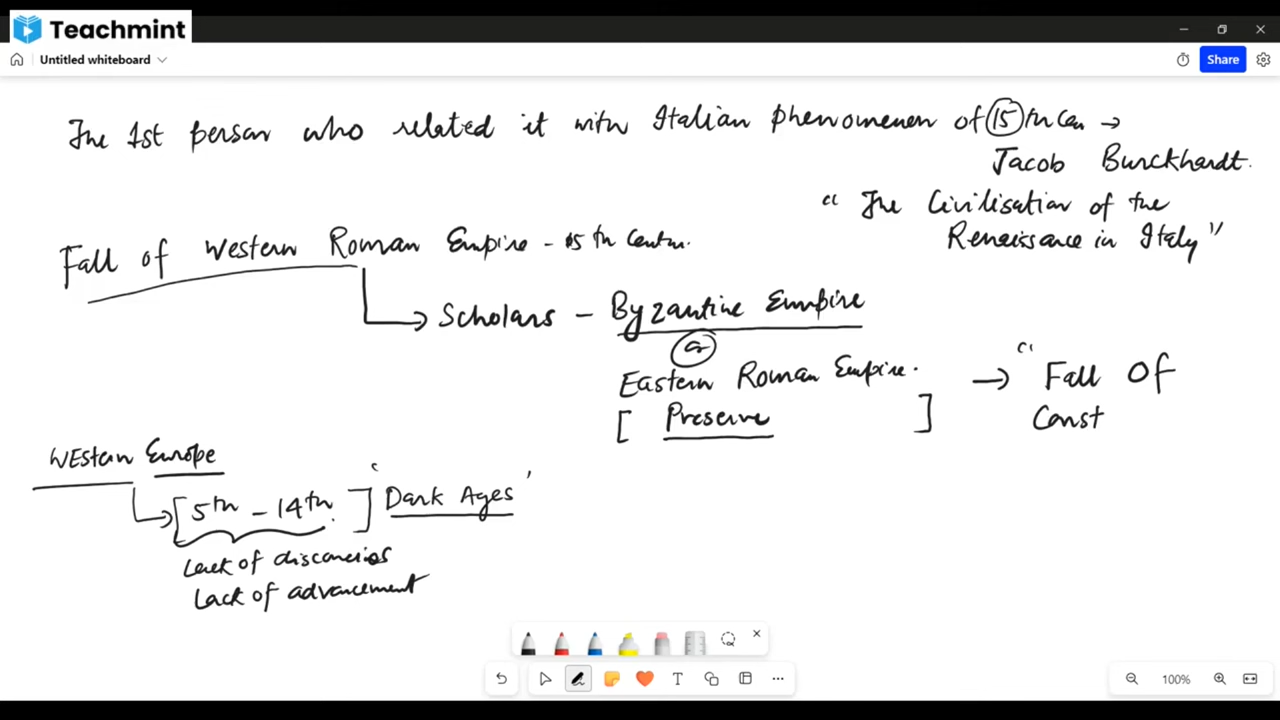 Teachmint
Untitled whiteboard
Share
The 1st person who related it with Italian phenomenon of 15th Cen →
Jacob Burckhardt.
"The Civilisation of the
Renaissance in Italy"
Fall of Western Roman Empire - 5th Centu.
→ Scholars - Byzantine Empire
or
Eastern Roman Empire. → "Fall Of
[ Preserve ] Const
WEstern Europe
→ [5th - 14th.] 'Dark Ages'
Lack of discoveries
Lack of advancement
100%